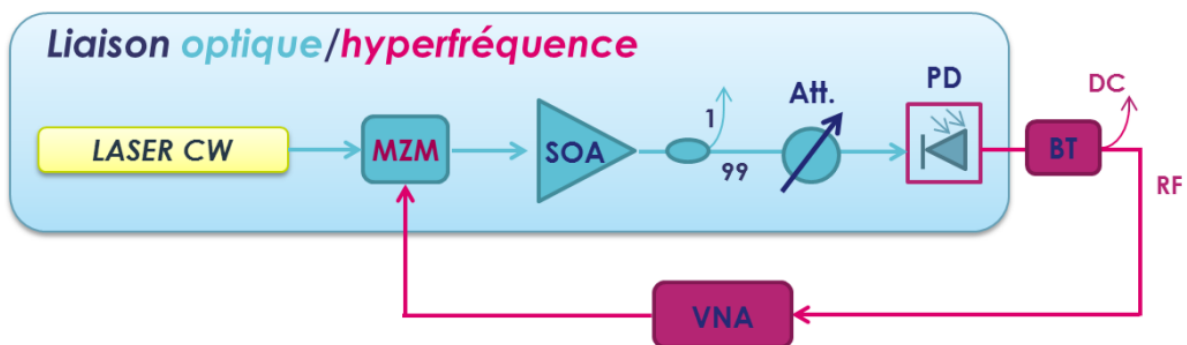 Liaison optique/hyperfréquence
LASER CW
MZM
SOA
1
99
Att.
PD
BT
DC
RF
VNA